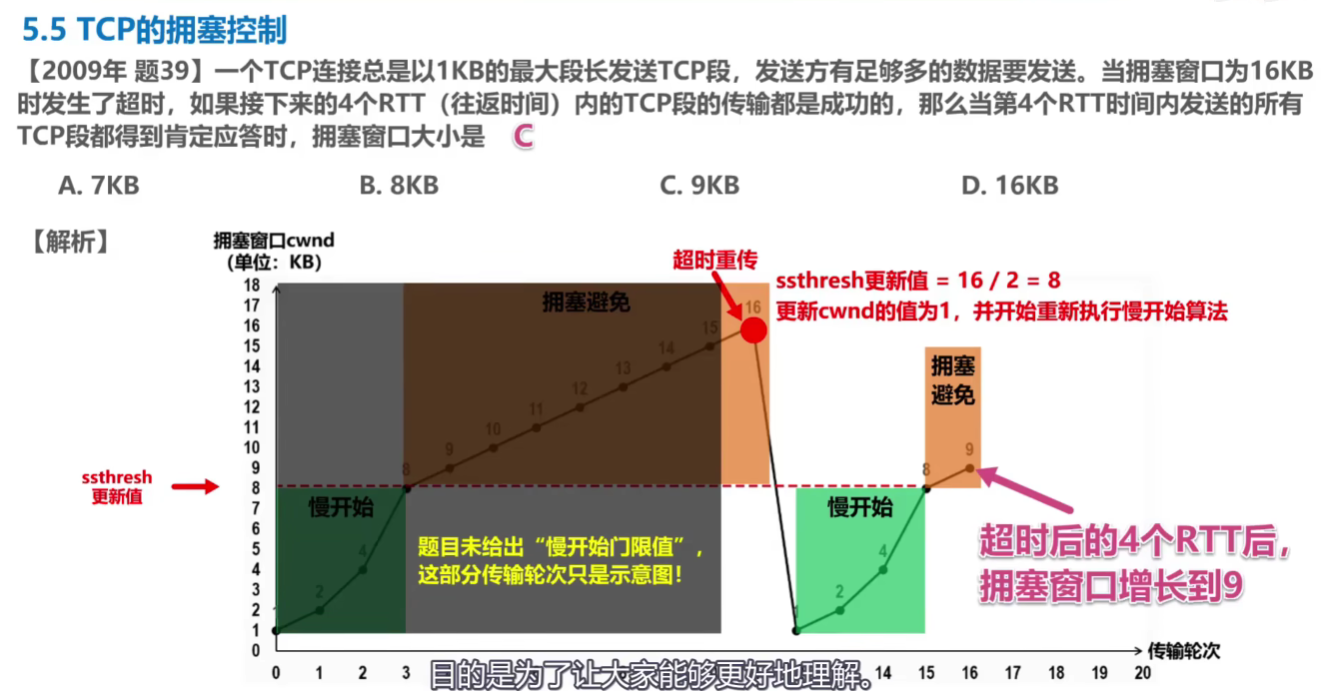 5.5 TCP的拥塞控制
【2009年 题39】一个TCP连接总是以1KB的最大段长发送TCP段，发送方有足够多的数据要发送。当拥塞窗口为16KB
时发生了超时，如果接下来的4个RTT（往返时间）内的TCP段的传输都是成功的，那么当第4个RTT时间内发送的所有
TCP段都得到肯定应答时，拥塞窗口大小是 C
A. 7KB B. 8KB C. 9KB D. 16KB
【解析】
拥塞窗口cwnd
（单位：KB）
超时重传
ssthresh更新值 = 16 / 2 = 8
更新cwnd的值为1，并开始重新执行慢开始算法
18
17
16
15
14
13
12
11
10
9
8
7
6
5
4
3
2
1
0
拥塞避免
16
15
14
13
12
11
10
9
8
4
2
拥塞
避免
9
8
4
2
1
ssthresh
更新值
慢开始
慢开始
题目未给出“慢开始门限值”，
这部分传输轮次只是示意图！
超时后的4个RTT后，
拥塞窗口增长到9
传输轮次
0 1 2 3 14 15 16 17 18 19 20
目的是为了让大家能够更好地理解。